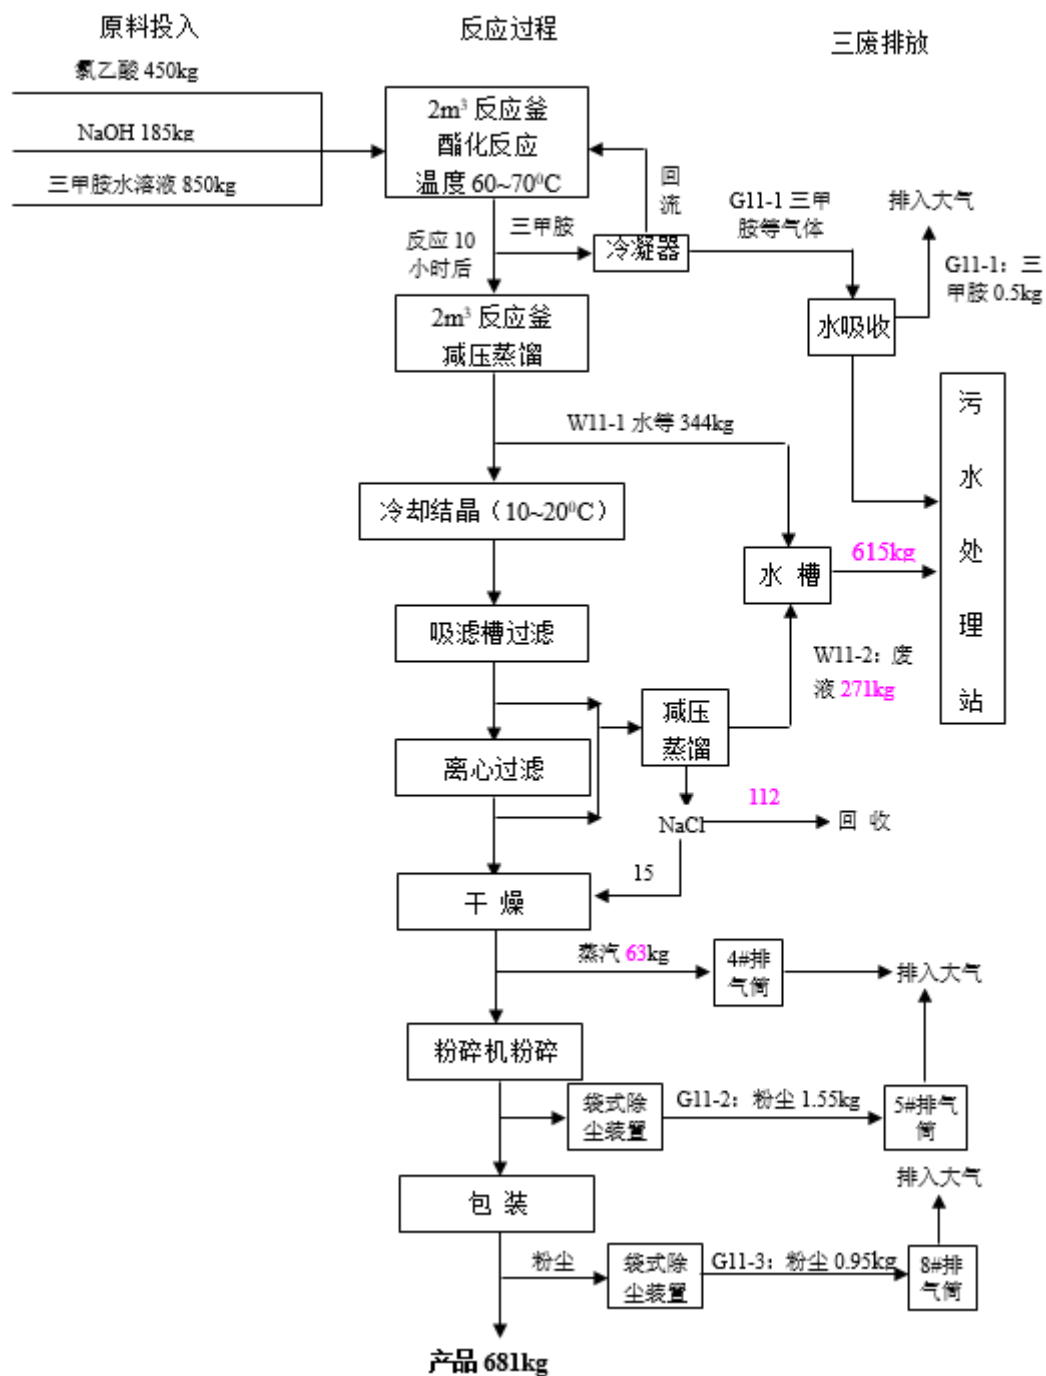 原料投入
反应过程
三废排放
氯乙酸 450kg
NaOH 185kg
三甲胺水溶液 850kg
2m³ 反应釜
酯化反应
温度 60~70⁰C
回
流
G11-1 三甲
胺等气体
排入大气
三甲胺
反应 10
小时后
冷凝器
G11-1：三
甲胺 0.5kg
2m³ 反应釜
减压蒸馏
水吸收
污
水
处
理
站
W11-1 水等 344kg
冷却结晶（10~20⁰C）
水 槽
615kg
吸滤槽过滤
W11-2：废
液 271kg
减压
蒸馏
离心过滤
112
NaCl
回 收
15
干 燥
蒸汽 63kg
4#排
气筒
排入大气
粉碎机粉碎
袋式除
尘装置
G11-2：粉尘 1.55kg
5#排气
筒
包 装
排入大气
粉尘
袋式除
尘装置
G11-3：粉尘 0.95kg
8#排
气筒
产品 681kg